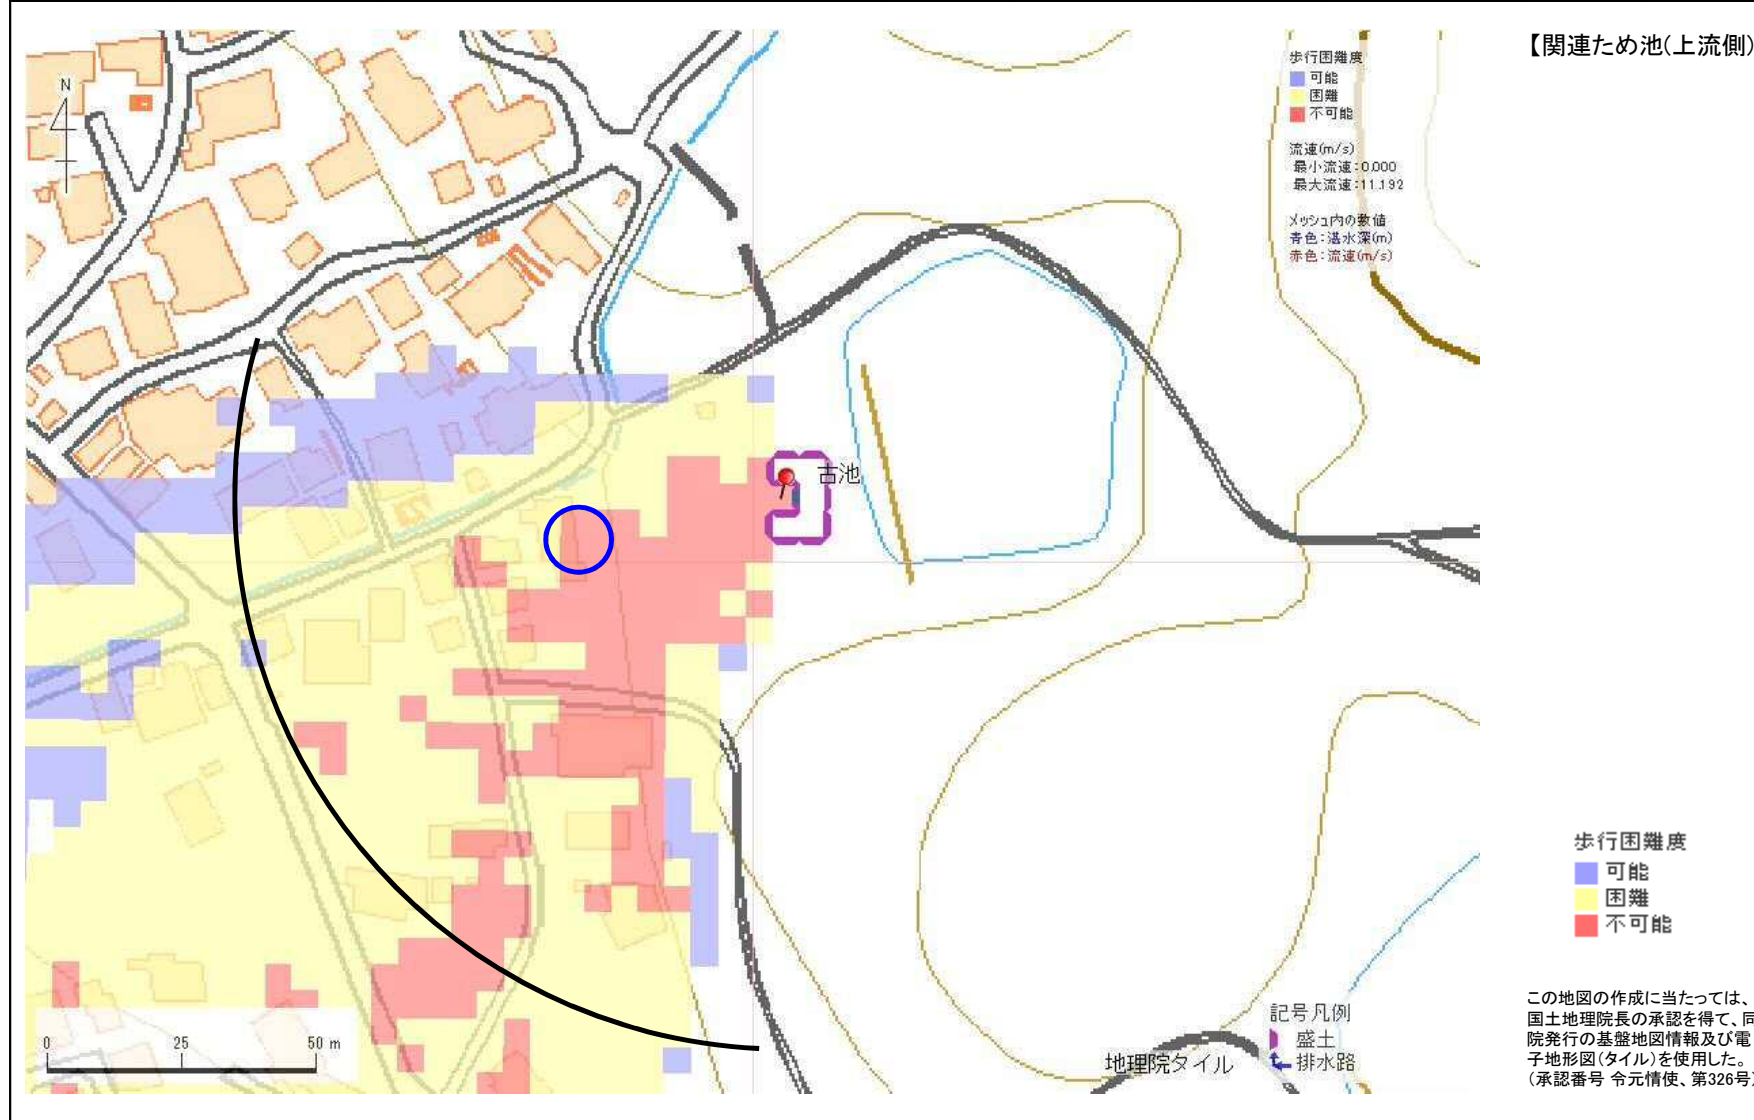 【関連ため池(上流側)
N
歩行困難度
可能
困難
不可能
流速(m/s)
最小流速:0.000
最大流速:11.192
メッシュ内の数値
青色:湛水深(m)
赤色:流速(m/s)
古池
歩行困難度
可能
困難
不可能
0 25 50 m
地理院タイル
記号凡例
盛土
排水路
この地図の作成に当たっては、
国土地理院長の承認を得て、同
院発行の基盤地図情報及び電
子地形図(タイル)を使用した。
(承認番号 令元情使、第326号)